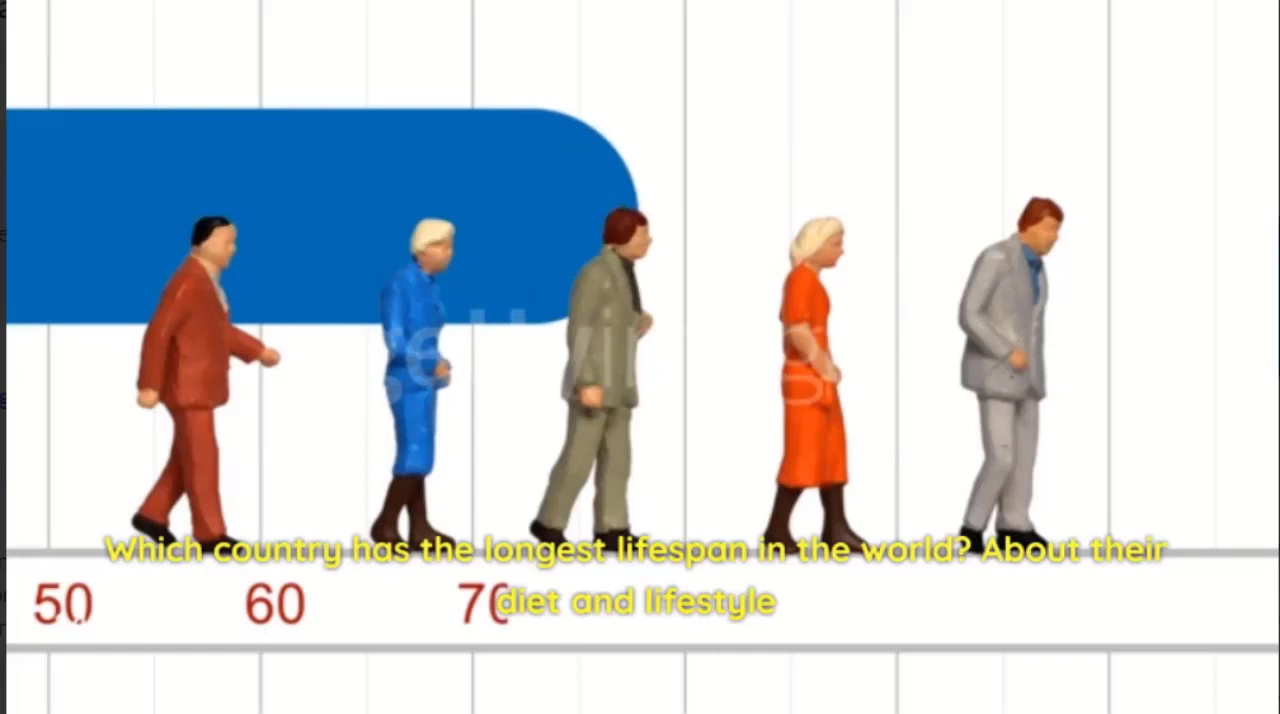 Which country has the longest lifespan in the world? About their
diet and lifestyle
50 60 70